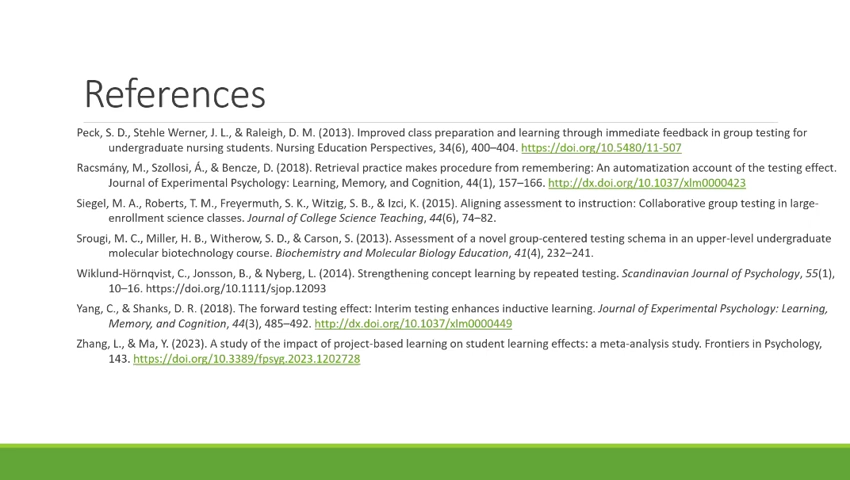 References
Peck, S. D., Stehle Werner, J. L., & Raleigh, D. M. (2013). Improved class preparation and learning through immediate feedback in group testing for
undergraduate nursing students. Nursing Education Perspectives, 34(6), 400–404. https://doi.org/10.5480/11-507
Racsmány, M., Szollosi, Á., & Bencze, D. (2018). Retrieval practice makes procedure from remembering: An automatization account of the testing effect.
Journal of Experimental Psychology: Learning, Memory, and Cognition, 44(1), 157–166. http://dx.doi.org/10.1037/xlm0000423
Siegel, M. A., Roberts, T. M., Freyermuth, S. K., Witzig, S. B., & Izci, K. (2015). Aligning assessment to instruction: Collaborative group testing in large-
enrollment science classes. Journal of College Science Teaching, 44(6), 74–82.
Srougi, M. C., Miller, H. B., Witherow, S. D., & Carson, S. (2013). Assessment of a novel group-centered testing schema in an upper-level undergraduate
molecular biotechnology course. Biochemistry and Molecular Biology Education, 41(4), 232–241.
Wiklund-Hörnqvist, C., Jonsson, B., & Nyberg, L. (2014). Strengthening concept learning by repeated testing. Scandinavian Journal of Psychology, 55(1),
10–16. https://doi.org/10.1111/sjop.12093
Yang, C., & Shanks, D. R. (2018). The forward testing effect: Interim testing enhances inductive learning. Journal of Experimental Psychology: Learning,
Memory, and Cognition, 44(3), 485–492. http://dx.doi.org/10.1037/xlm0000449
Zhang, L., & Ma, Y. (2023). A study of the impact of project-based learning on student learning effects: a meta-analysis study. Frontiers in Psychology,
143. https://doi.org/10.3389/fpsyg.2023.1202728